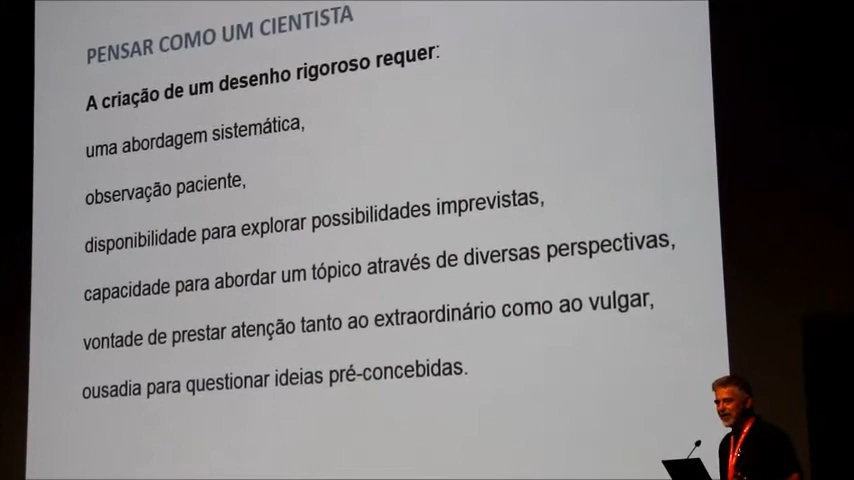 PENSAR COMO UM CIENTISTA
A criação de um desenho rigoroso requer:
uma abordagem sistemática,
observação paciente,
disponibilidade para explorar possibilidades imprevistas,
capacidade para abordar um tópico através de diversas perspectivas,
vontade de prestar atenção tanto ao extraordinário como ao vulgar,
ousadia para questionar ideias pré-concebidas.